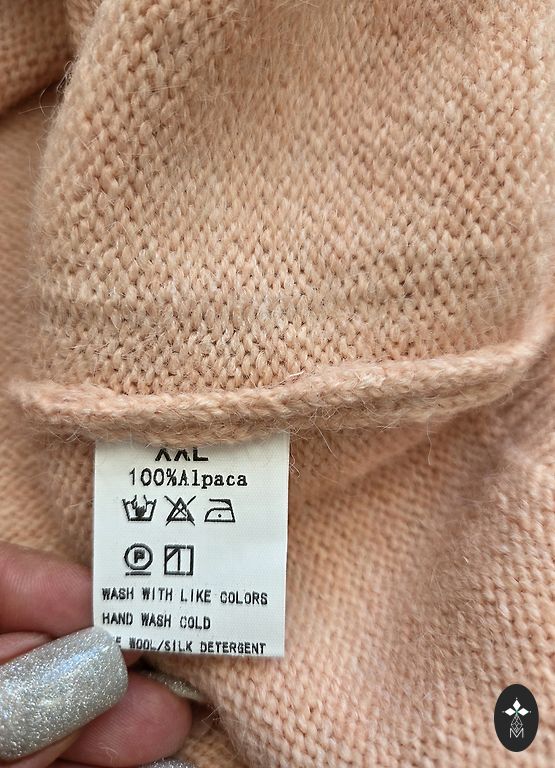 XXL
100%Alpaca
P
WASH WITH LIKE COLORS
HAND WASH COLD
WOOL/SILK DETERGENT
M